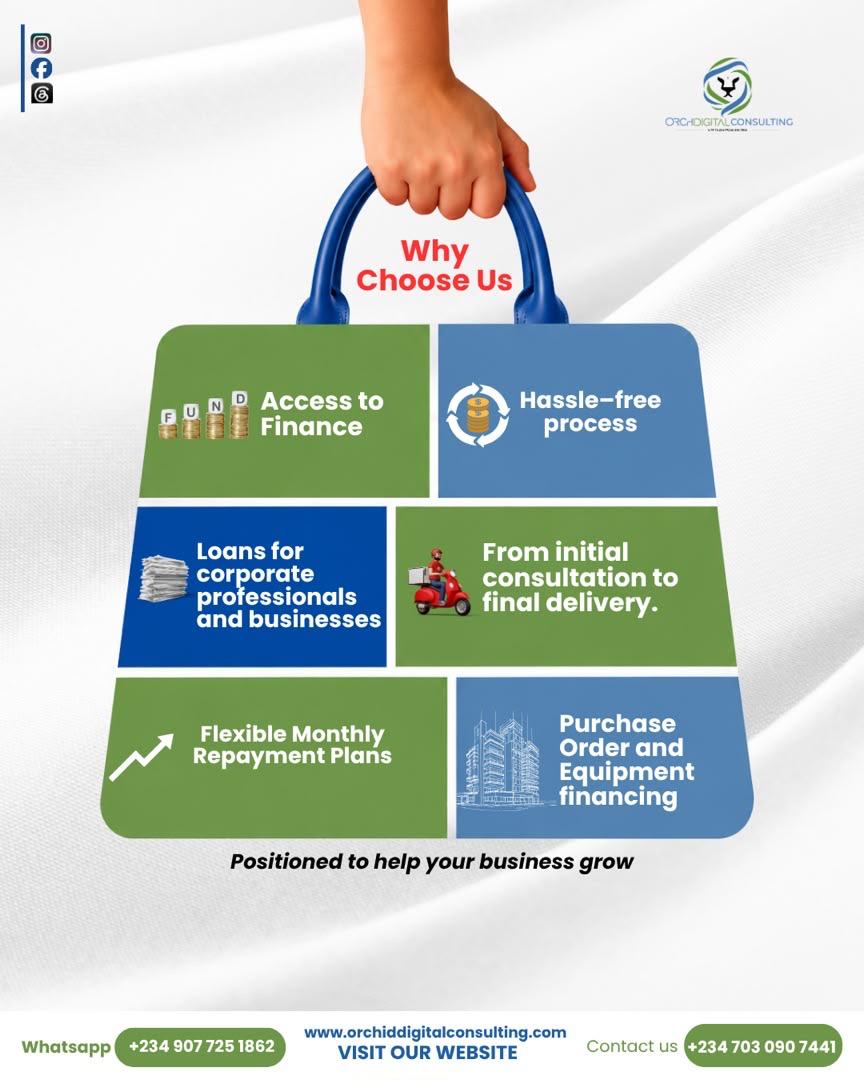 ORCHDIGITALCONSULTING
Why
Choose Us
F U N D
Access to
Finance
Hassle–free
process
Loans for
corporate
professionals
and businesses
From initial
consultation to
final delivery.
Flexible Monthly
Repayment Plans
Purchase
Order and
Equipment
financing
Positioned to help your business grow
Whatsapp +234 907 725 1862
www.orchiddigitalconsulting.com
VISIT OUR WEBSITE
Contact us +234 703 090 7441